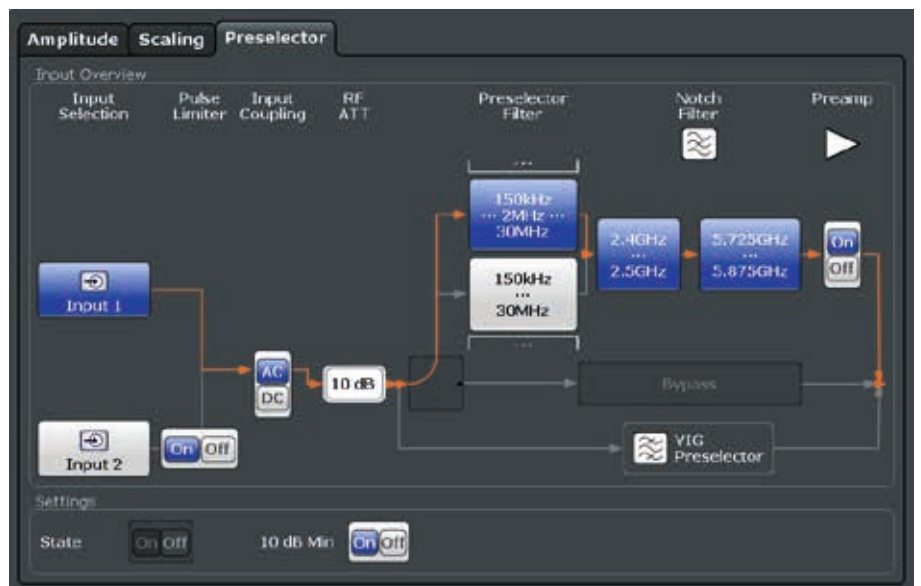 Amplitude Scaling Preselector
Input Overview
Input Selection
Pulse Limiter
Input Coupling
RF ATT
Preselector Filter
Notch Filter
Preamp
...
150kHz
... 2MHz ...
30MHz
2.4GHz
...
2.5GHz
5.725GHz
...
5.875GHz
On
Off
Input 1
150kHz
...
30MHz
...
AC
DC
10 dB
Bypass
Input 2
On Off
YIG
Preselector
Settings
State On Off 10 dB Min On Off